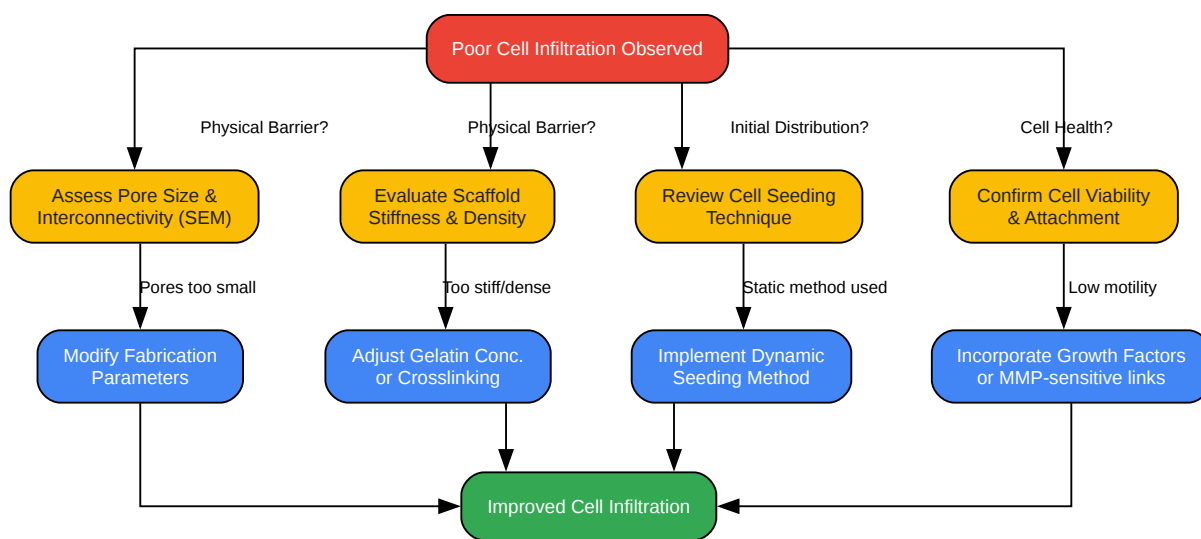 Poor Cell Infiltration Observed
Physical Barrier?
Physical Barrier?
Initial Distribution?
Cell Health?
Assess Pore Size &
Interconnectivity (SEM)
Evaluate Scaffold
Stiffness & Density
Review Cell Seeding
Technique
Confirm Cell Viability
& Attachment
Pores too small
Too stiff/dense
Static method used
Low motility
Modify Fabrication
Parameters
Adjust Gelatin Conc.
or Crosslinking
Implement Dynamic
Seeding Method
Incorporate Growth Factors
or MMP-sensitive links
Improved Cell Infiltration